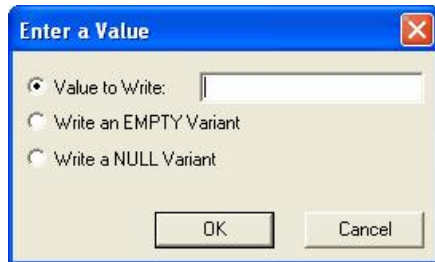 Enter a Value
Value to Write:
Write an EMPTY Variant
Write a NULL Variant
OK Cancel